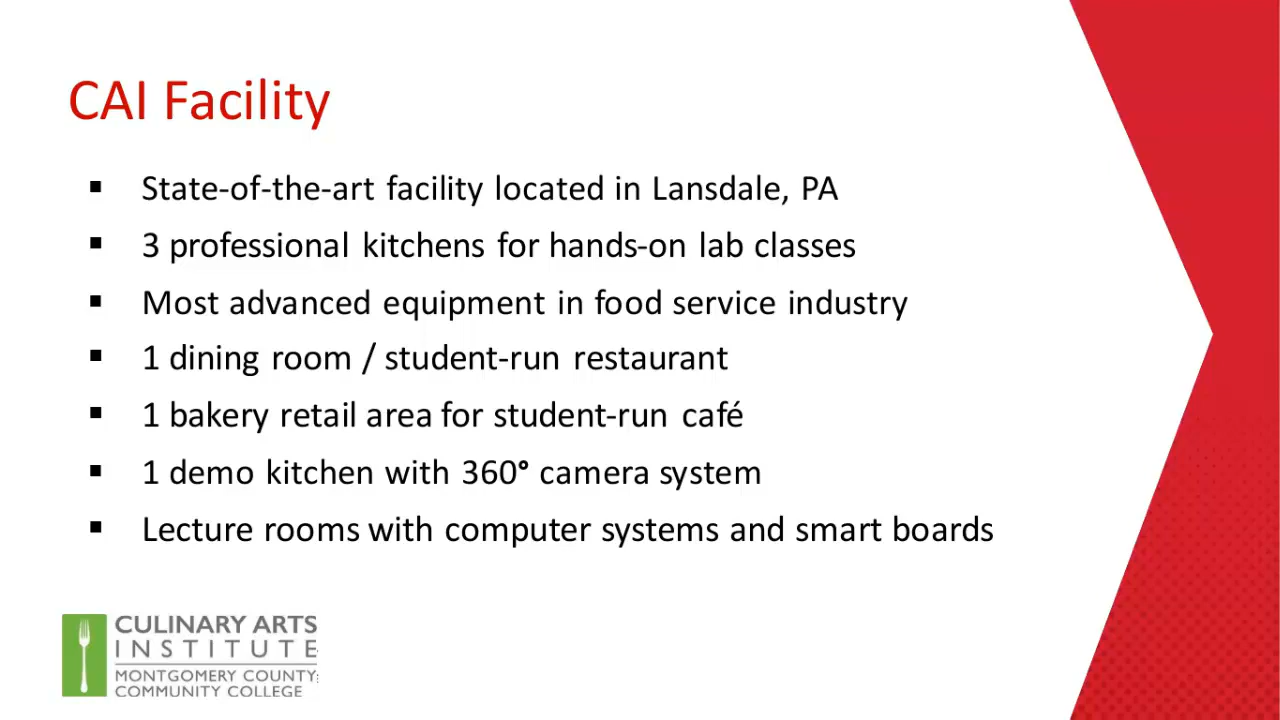 CAI Facility
▪ State-of-the-art facility located in Lansdale, PA
▪ 3 professional kitchens for hands-on lab classes
▪ Most advanced equipment in food service industry
▪ 1 dining room / student-run restaurant
▪ 1 bakery retail area for student-run café
▪ 1 demo kitchen with 360° camera system
▪ Lecture rooms with computer systems and smart boards
CULINARY ARTS
INSTITUTE
MONTGOMERY COUNTY
COMMUNITY COLLEGE